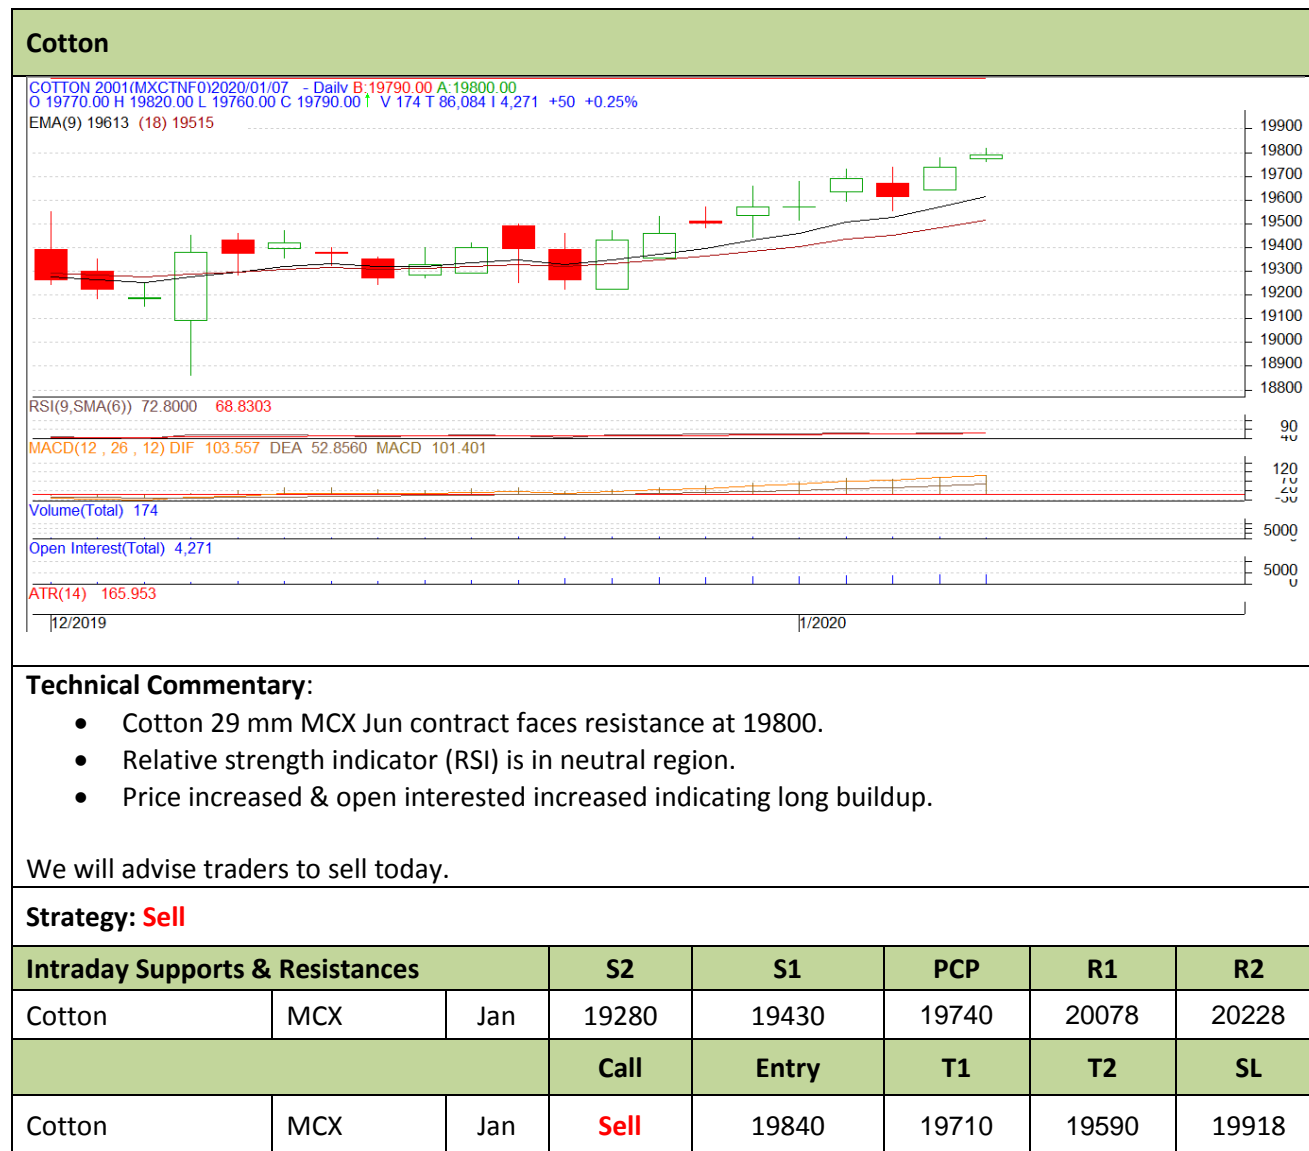 Cotton
COTTON 2001(MXCTNF0)2020/01/07 - Daily B:19790.00 A:19800.00
O 19770.00 H 19820.00 L 19760.00 C 19790.00↑ V 174 T 86,084 I 4,271 +50 +0.25%
EMA(9) 19613 (18) 19515
19900
19800
19700
19600
19500
19400
19300
19200
19100
19000
18900
18800
RSI(9,SMA(6)) 72.8000 68.8303
90
40
MACD(12 , 26 , 12) DIF 103.557 DEA 52.8560 MACD 101.401
120
70
20
-30
Volume(Total) 174
5000
Open Interest(Total) 4,271
5000
0
ATR(14) 165.953
12/2019 1/2020
Technical Commentary:
• Cotton 29 mm MCX Jun contract faces resistance at 19800.
• Relative strength indicator (RSI) is in neutral region.
• Price increased & open interested increased indicating long buildup.
We will advise traders to sell today.
Strategy: Sell
Intraday Supports & Resistances S2 S1 PCP R1 R2
Cotton MCX Jan 19280 19430 19740 20078 20228
Call Entry T1 T2 SL
Cotton MCX Jan Sell 19840 19710 19590 19918